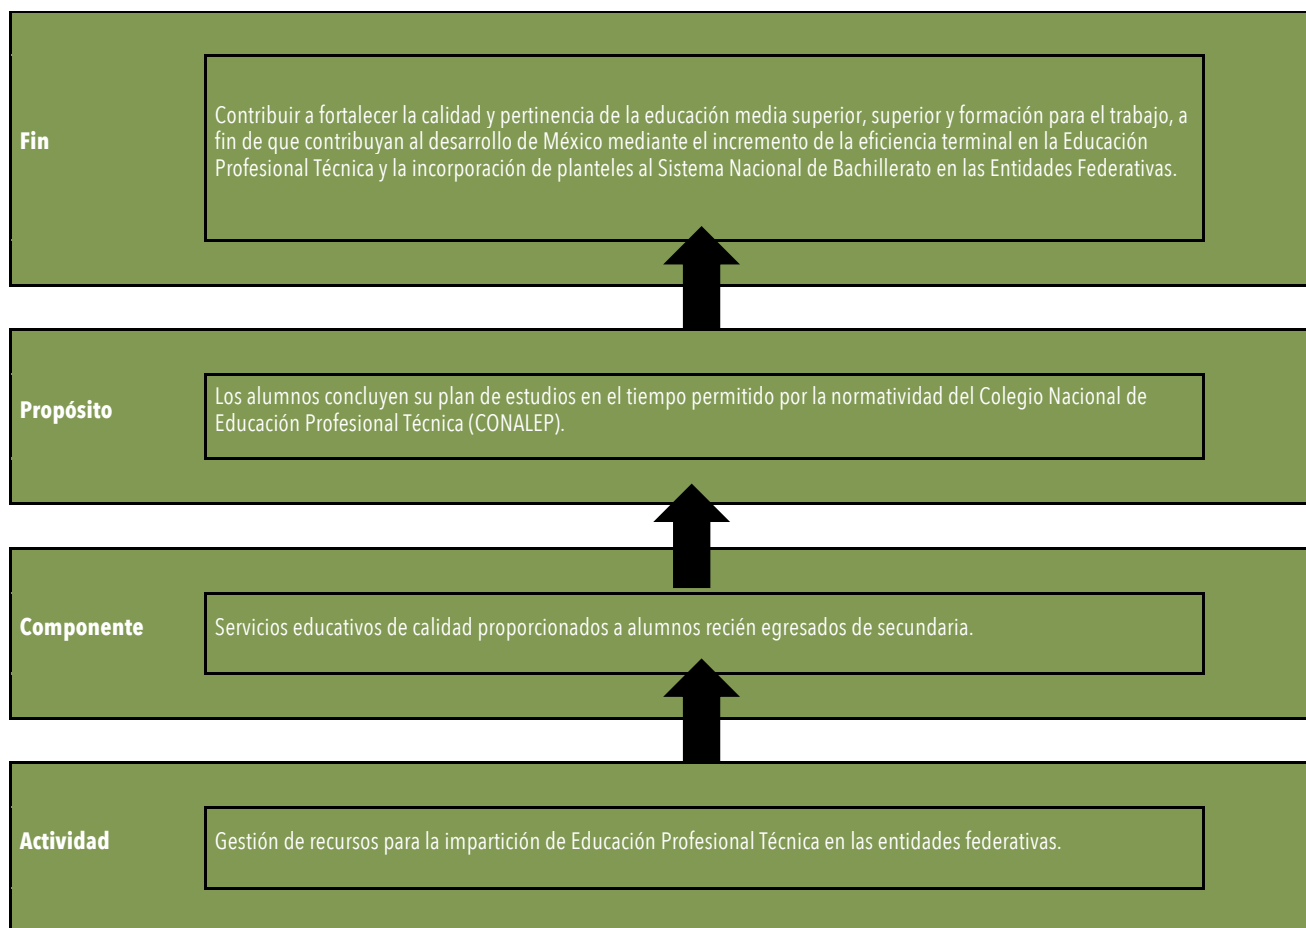 Fin
Contribuir a fortalecer la calidad y pertinencia de la educación media superior, superior y formación para el trabajo, a
fin de que contribuyan al desarrollo de México mediante el incremento de la eficiencia terminal en la Educación
Profesional Técnica y la incorporación de planteles al Sistema Nacional de Bachillerato en las Entidades Federativas.
Propósito
Los alumnos concluyen su plan de estudios en el tiempo permitido por la normatividad del Colegio Nacional de
Educación Profesional Técnica (CONALEP).
Componente
Servicios educativos de calidad proporcionados a alumnos recién egresados de secundaria.
Actividad
Gestión de recursos para la impartición de Educación Profesional Técnica en las entidades federativas.